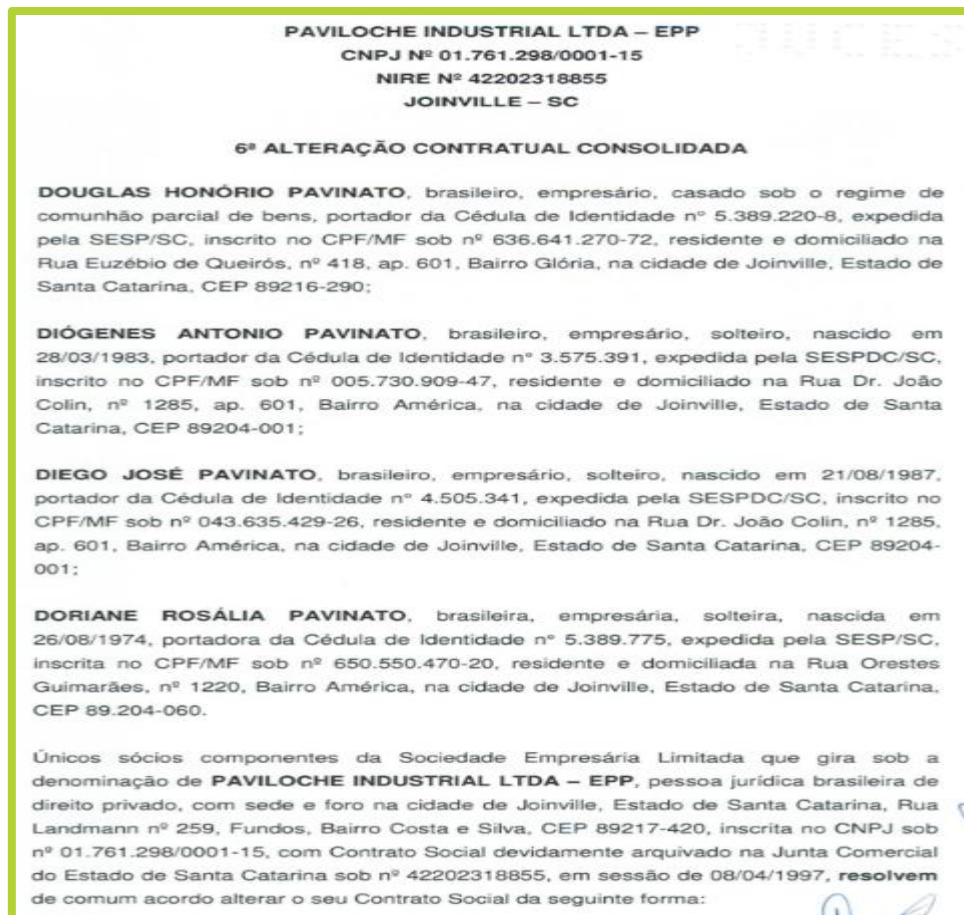 PAVILOCHE INDUSTRIAL LTDA – EPP
CNPJ Nº 01.761.298/0001-15
NIRE Nº 42202318855
JOINVILLE – SC
6ª ALTERAÇÃO CONTRATUAL CONSOLIDADA
DOUGLAS HONÓRIO PAVINATO, brasileiro, empresário, casado sob o regime de
comunhão parcial de bens, portador da Cédula de Identidade nº 5.389.220-8, expedida
pela SESP/SC, inscrito no CPF/MF sob nº 636.641.270-72, residente e domiciliado na
Rua Euzébio de Queirós, nº 418, ap. 601, Bairro Glória, na cidade de Joinville, Estado de
Santa Catarina, CEP 89216-290;
DIÓGENES ANTONIO PAVINATO, brasileiro, empresário, solteiro, nascido em
28/03/1983, portador da Cédula de Identidade nº 3.575.391, expedida pela SESPDC/SC,
inscrito no CPF/MF sob nº 005.730.909-47, residente e domiciliado na Rua Dr. João
Colin, nº 1285, ap. 601, Bairro América, na cidade de Joinville, Estado de Santa
Catarina, CEP 89204-001;
DIEGO JOSÉ PAVINATO, brasileiro, empresário, solteiro, nascido em 21/08/1987,
portador da Cédula de Identidade nº 4.505.341, expedida pela SESPDC/SC, inscrito no
CPF/MF sob nº 043.635.429-26, residente e domiciliado na Rua Dr. João Colin, nº 1285,
ap. 601, Bairro América, na cidade de Joinville, Estado de Santa Catarina, CEP 89204-
001;
DORIANE ROSÁLIA PAVINATO, brasileira, empresária, solteira, nascida em
26/08/1974, portadora da Cédula de Identidade nº 5.389.775, expedida pela SESP/SC,
inscrita no CPF/MF sob nº 650.550.470-20, residente e domiciliada na Rua Orestes
Guimarães, nº 1220, Bairro América, na cidade de Joinville, Estado de Santa Catarina,
CEP 89.204-060.
Únicos sócios componentes da Sociedade Empresária Limitada que gira sob a
denominação de PAVILOCHE INDUSTRIAL LTDA – EPP, pessoa jurídica brasileira de
direito privado, com sede e foro na cidade de Joinville, Estado de Santa Catarina, Rua
Landmann nº 259, Fundos, Bairro Costa e Silva, CEP 89217-420, inscrita no CNPJ sob
nº 01.761.298/0001-15, com Contrato Social devidamente arquivado na Junta Comercial
do Estado de Santa Catarina sob nº 42202318855, em sessão de 08/04/1997, resolvem
de comum acordo alterar o seu Contrato Social da seguinte forma: